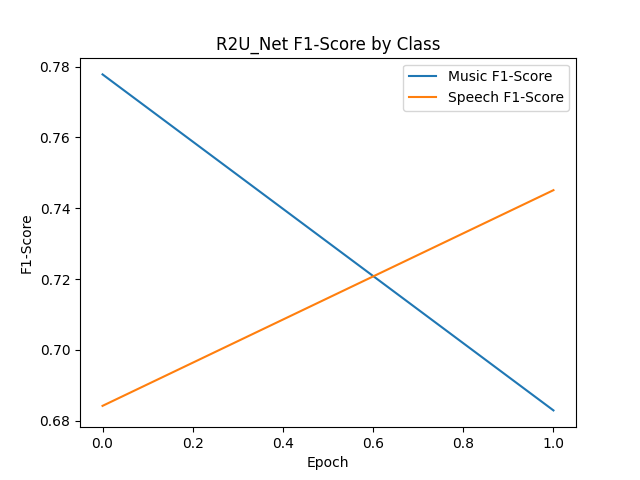 R2U_Net F1-Score by Class
Music F1-Score
Speech F1-Score
F1-Score
0.78
0.76
0.74
0.72
0.70
0.68
0.0 0.2 0.4 0.6 0.8 1.0
Epoch